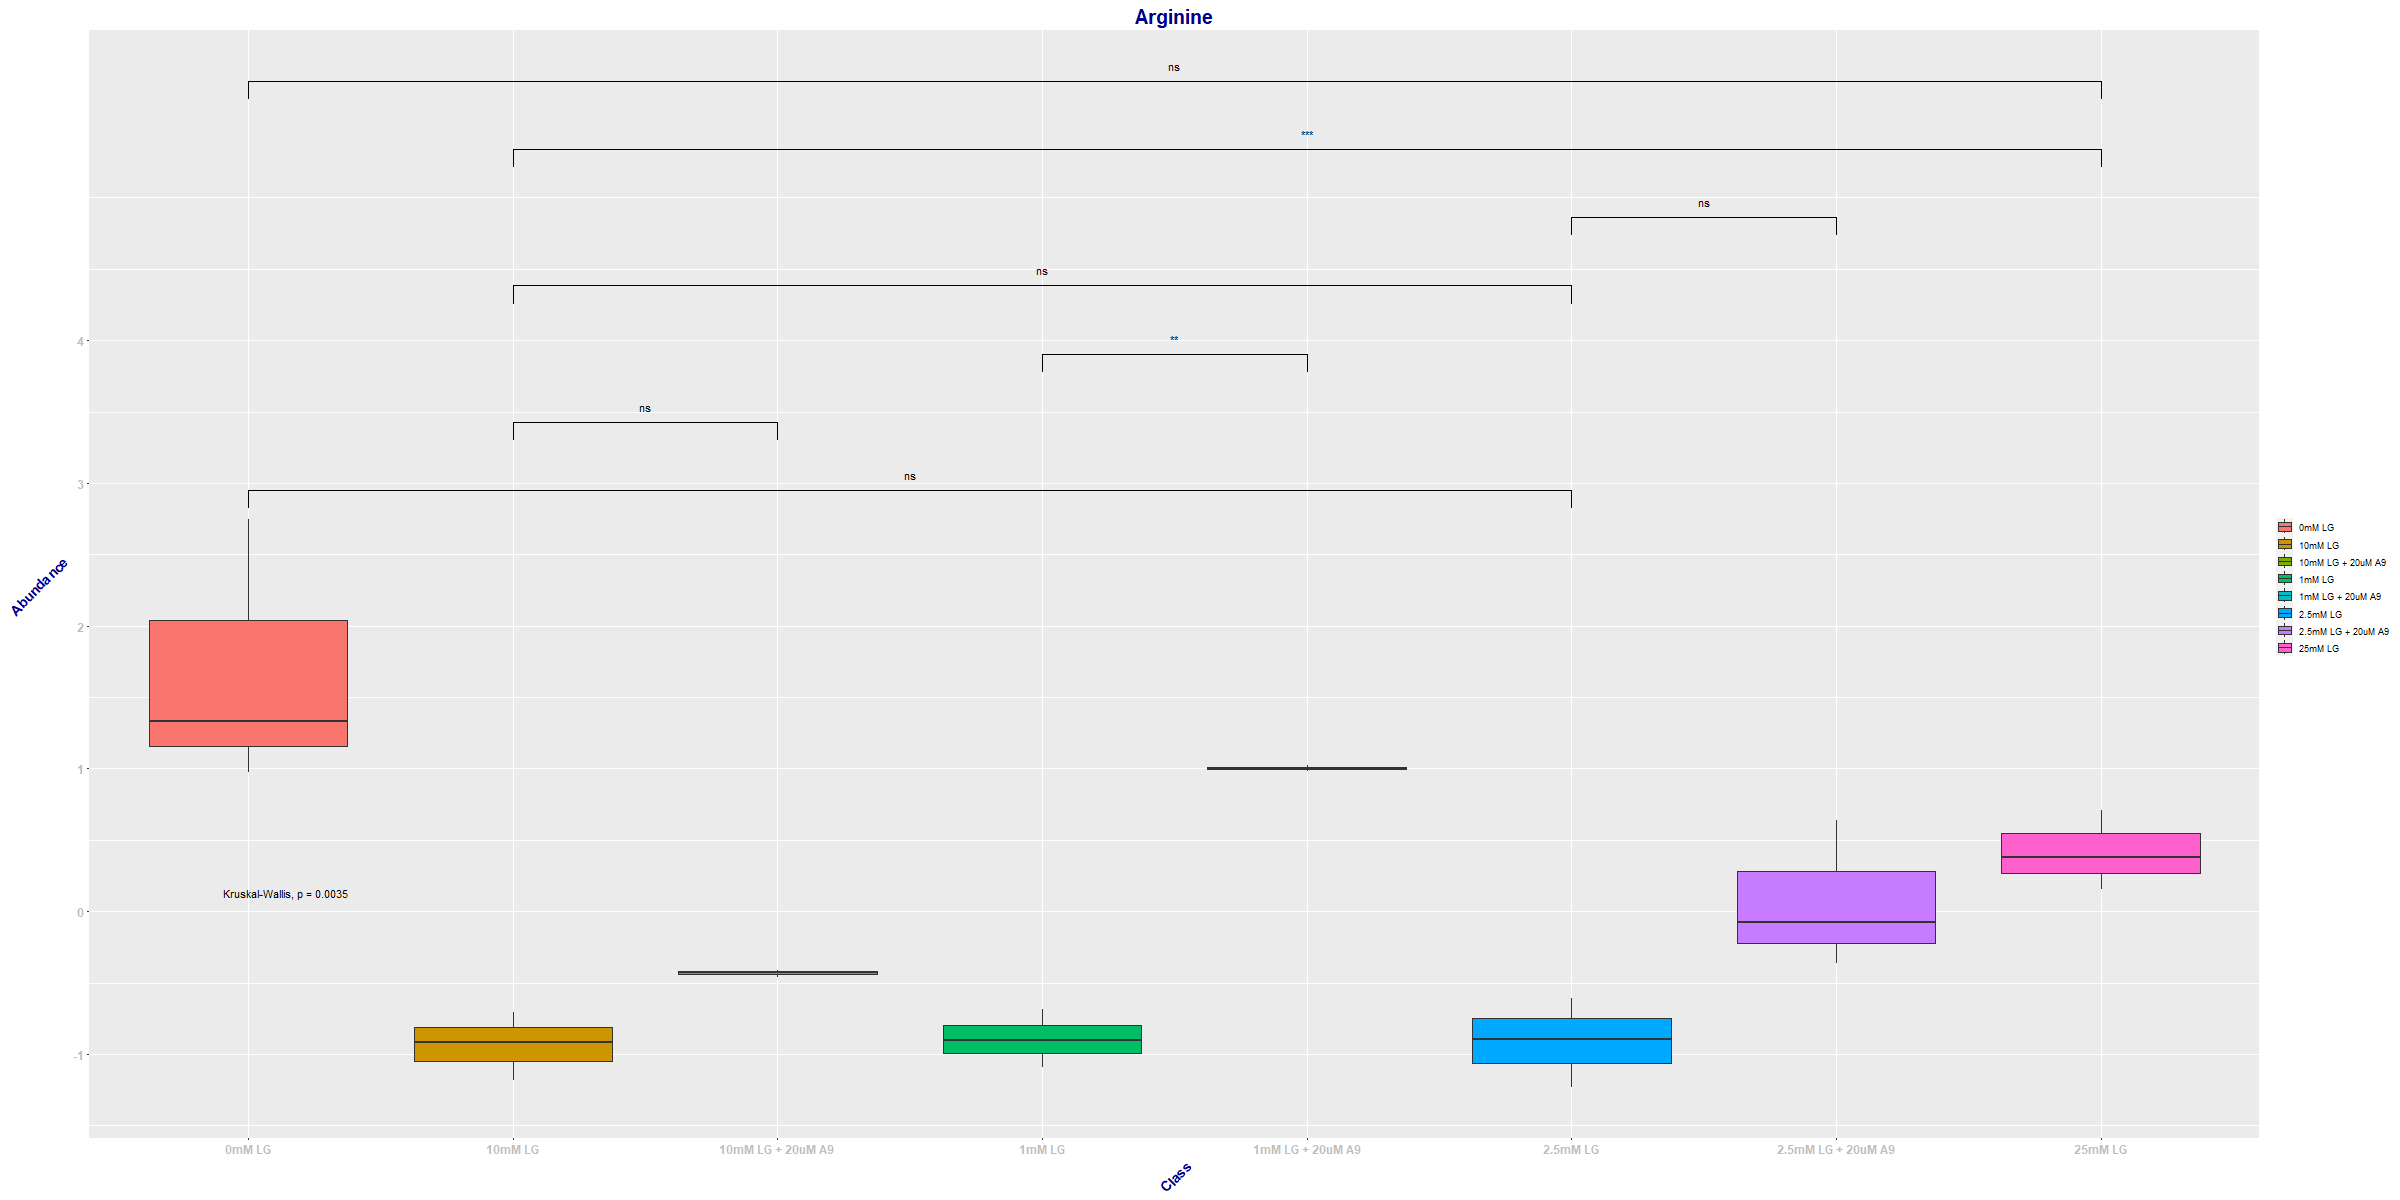 Arginine
ns
***
ns
ns
**
ns
ns
4
3
2
1
0
-1
Abundance
Kruskal-Wallis, p = 0.0035
0mM LG
10mM LG
10mM LG + 20uM A9
1mM LG
1mM LG + 20uM A9
2.5mM LG
2.5mM LG + 20uM A9
25mM LG
Class
0mM LG
10mM LG
10mM LG + 20uM A9
1mM LG
1mM LG + 20uM A9
2.5mM LG
2.5mM LG + 20uM A9
25mM LG